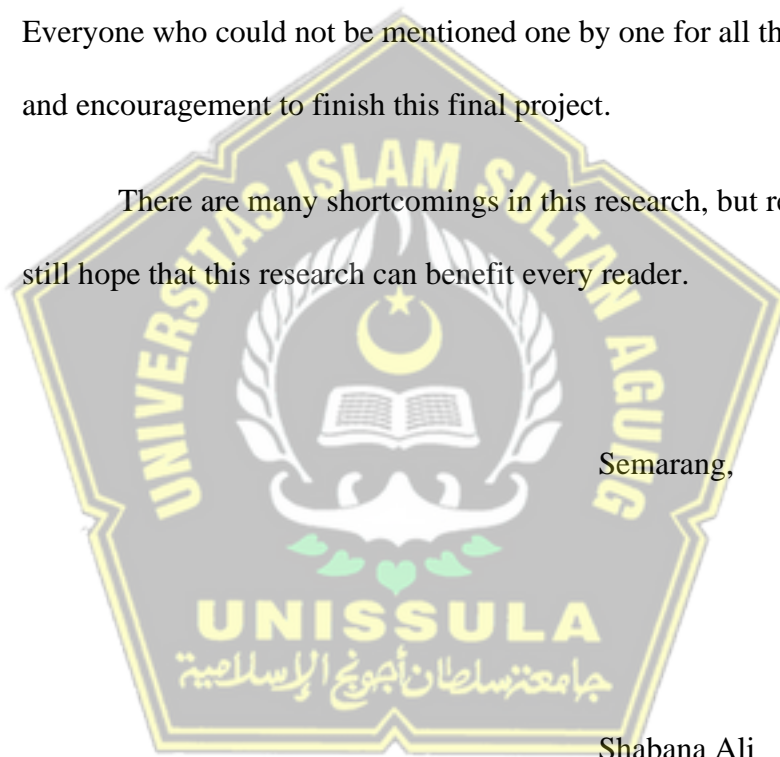 Everyone who could not be mentioned one by one for all th
and encouragement to finish this final project.
There are many shortcomings in this research, but re
still hope that this research can benefit every reader.
UNIVERSITAS ISLAM SULTAN AGUNG
Semarang,
UNISSULA
جامعة سلطان أجونج الإسلامية
Shabana Ali